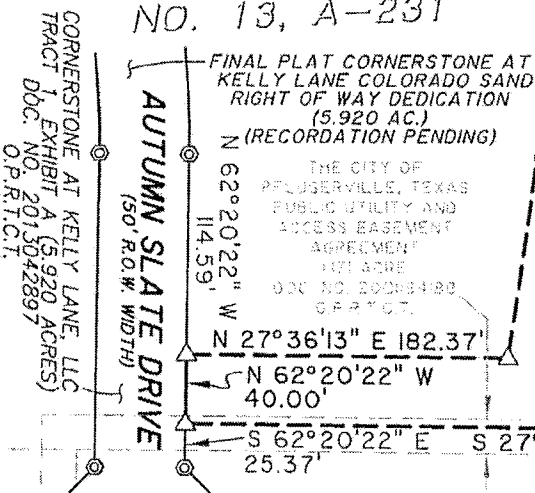 NO. 13, A-231
FINAL PLAT CORNERSTONE AT
KELLY LANE COLORADO SAND
RIGHT OF WAY DEDICATION
(5.920 AC.)
(RECORDATION PENDING)
CORNERSTONE AT KELLY LANE, LLC
TRACT 1, EXHIBIT A (5.920 ACRES)
DOC. NO. 2013042897
O.P.R.T.C.T.
AUTUMN SLATE DRIVE
(50' R.O.W. WIDTH)
N 62°20'22" W
114.59'
THE CITY OF
PFLUGERVILLE, TEXAS
PUBLIC UTILITY AND
ACCESS EASEMENT
AGREEMENT
ACRE
DOC. NO.
O.P.R.T.C.T.
N 27°36'13" E 182.37'
N 62°20'22" W
40.00'
S 62°20'22" E
25.37'
S 27°